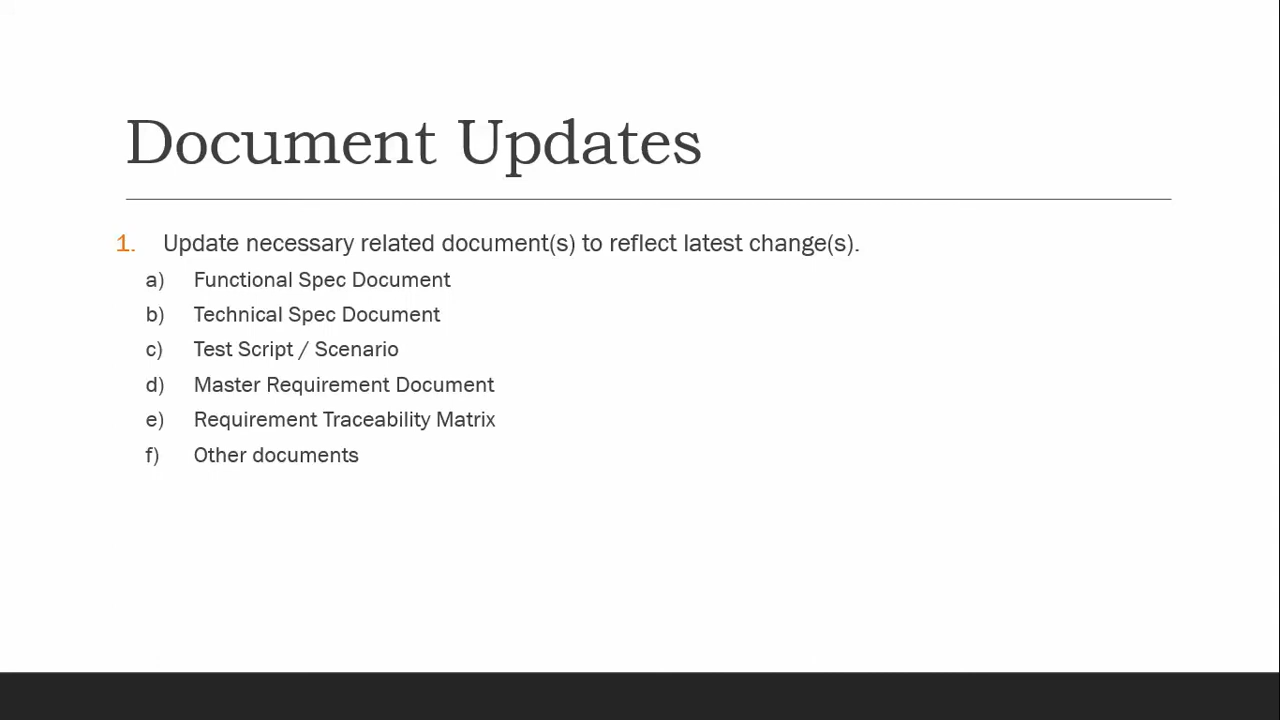 Document Updates
1. Update necessary related document(s) to reflect latest change(s).
a) Functional Spec Document
b) Technical Spec Document
c) Test Script / Scenario
d) Master Requirement Document
e) Requirement Traceability Matrix
f) Other documents